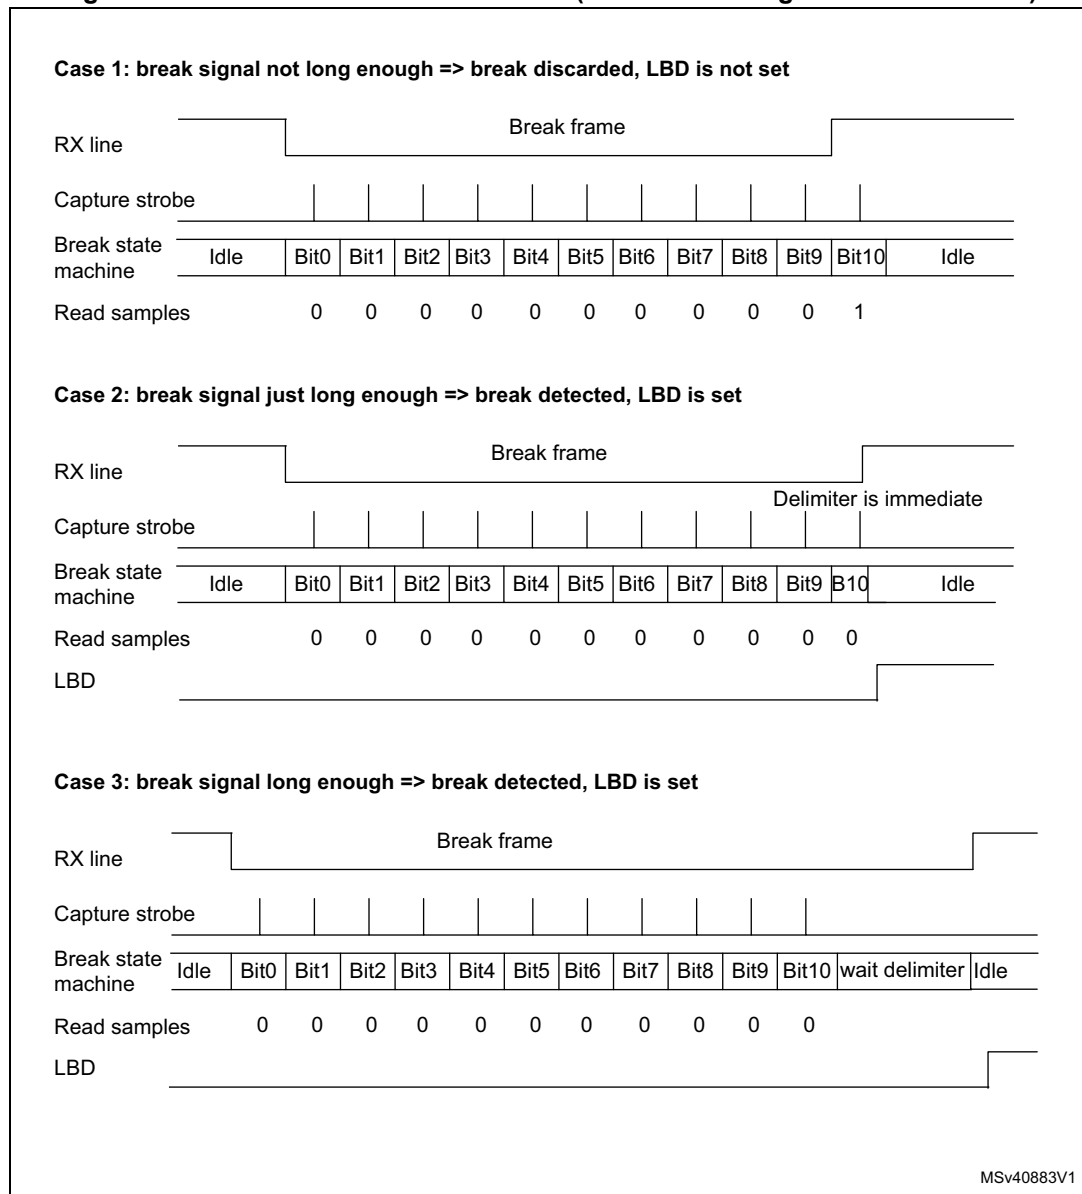 Case 1: break signal not long enough => break discarded, LBD is not set
Break frame
RX line
Capture strobe
Break state machine Idle Bit0 Bit1 Bit2 Bit3 Bit4 Bit5 Bit6 Bit7 Bit8 Bit9 Bit10 Idle
Read samples 0 0 0 0 0 0 0 0 0 0 1
Case 2: break signal just long enough => break detected, LBD is set
Break frame
RX line
Delimiter is immediate
Capture strobe
Break state machine Idle Bit0 Bit1 Bit2 Bit3 Bit4 Bit5 Bit6 Bit7 Bit8 Bit9 B10 Idle
Read samples 0 0 0 0 0 0 0 0 0 0 0
LBD
Case 3: break signal long enough => break detected, LBD is set
Break frame
RX line
Capture strobe
Break state machine Idle Bit0 Bit1 Bit2 Bit3 Bit4 Bit5 Bit6 Bit7 Bit8 Bit9 Bit10 wait delimiter Idle
Read samples 0 0 0 0 0 0 0 0 0 0 0
LBD
MSv40883V1